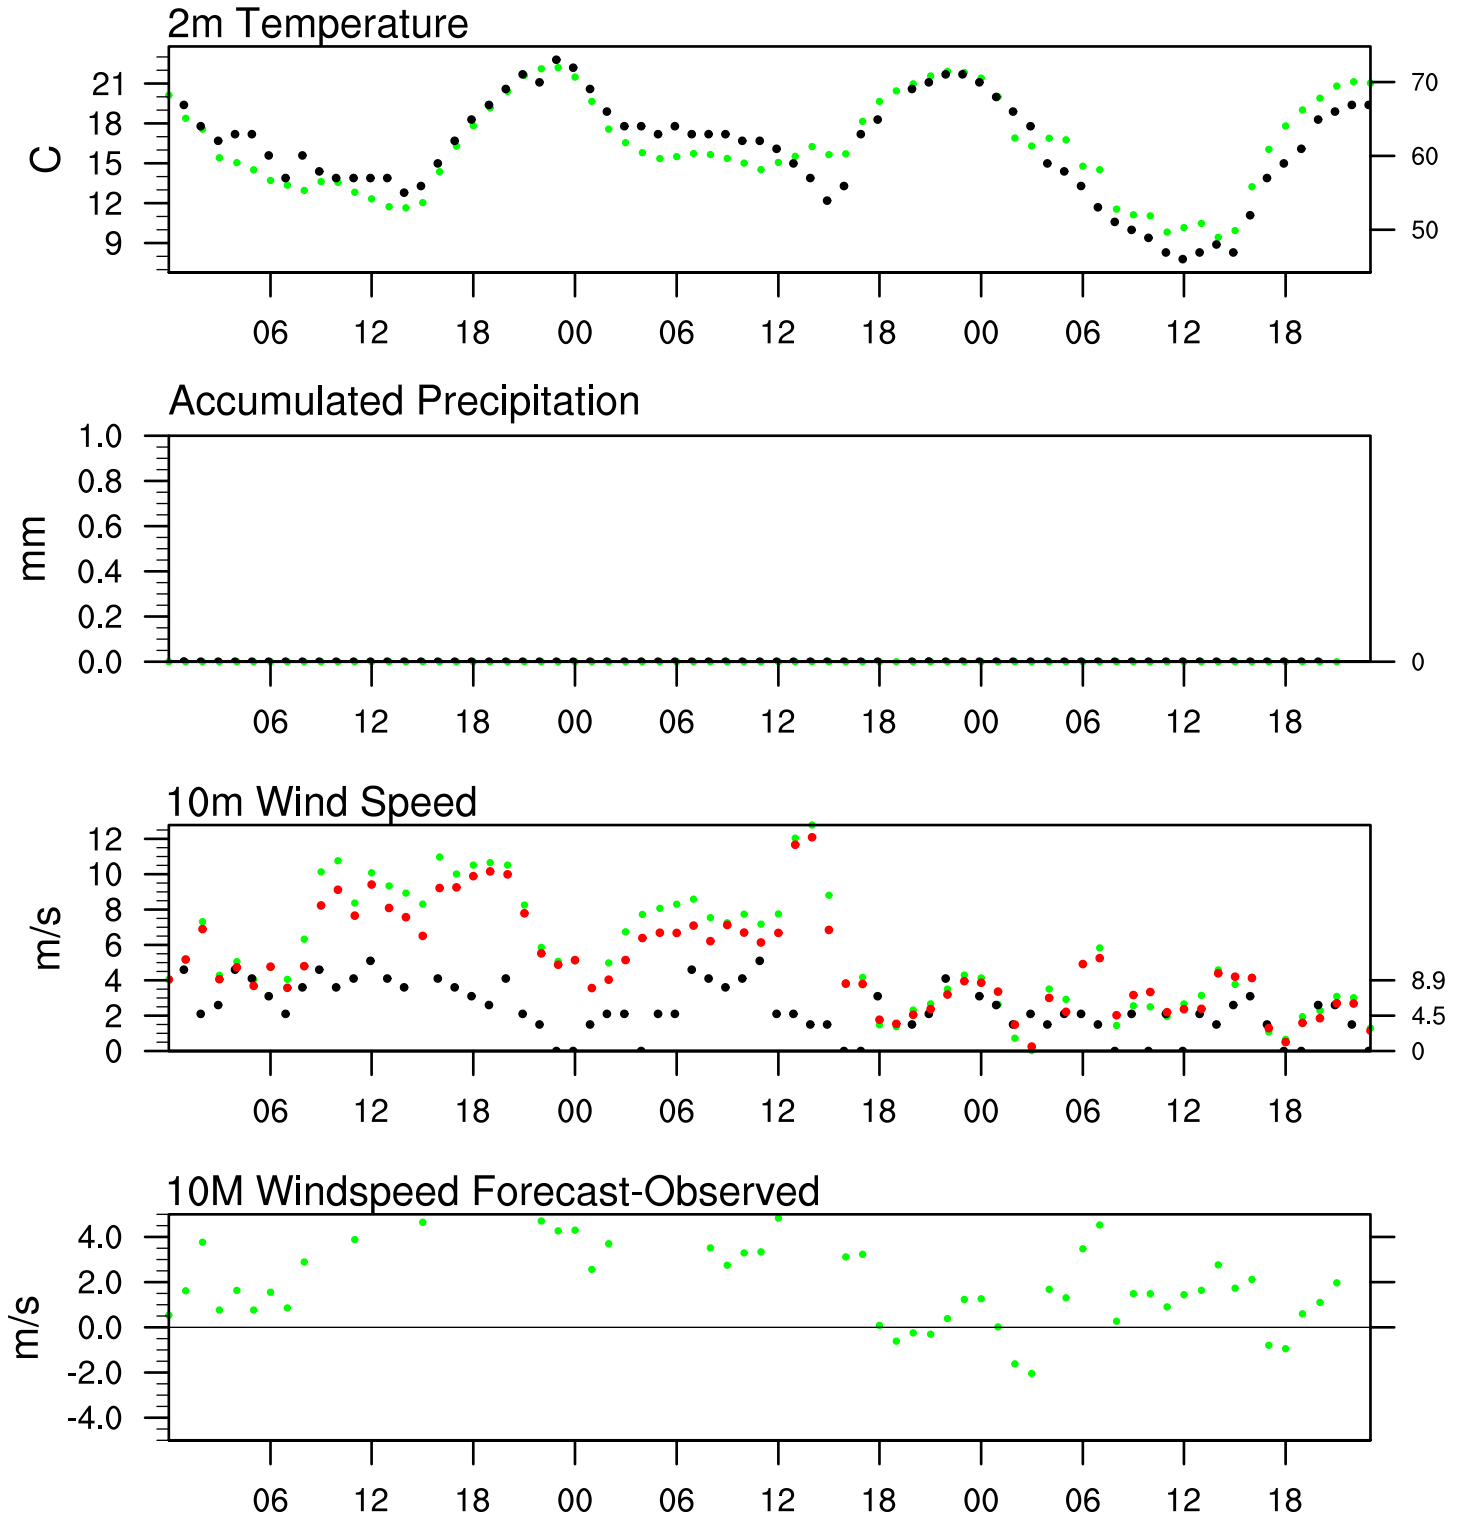 2m Temperature
21
18
15
12
9
C
70
60
50
06 12 18 00 06 12 18 00 06 12 18
Accumulated Precipitation
1.0
0.8
0.6
0.4
0.2
0.0
mm
0
06 12 18 00 06 12 18 00 06 12 18
10m Wind Speed
12
10
8
6
4
2
0
m/s
8.9
4.5
0
06 12 18 00 06 12 18 00 06 12 18
10M Windspeed Forecast-Observed
4.0
2.0
0.0
-2.0
-4.0
m/s
06 12 18 00 06 12 18 00 06 12 18